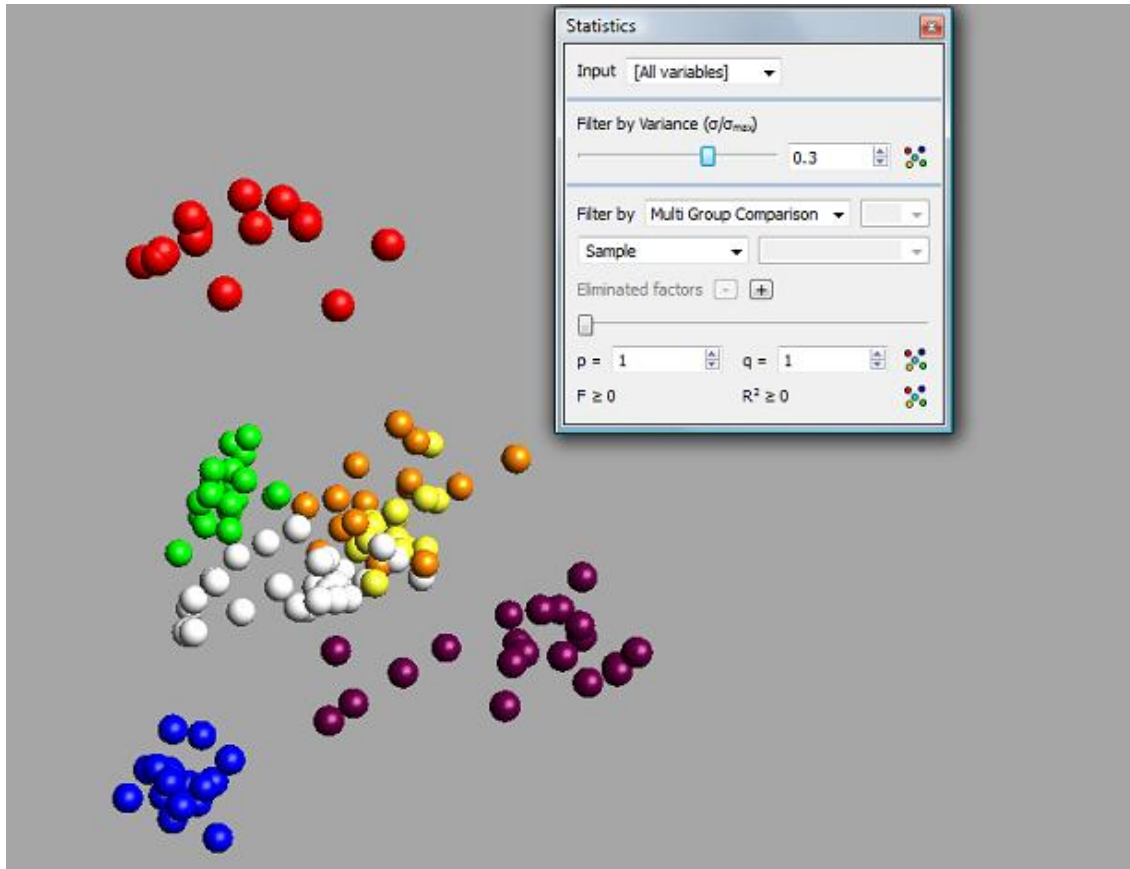 Statistics
Input [All variables]
Filter by Variance (σ/σmax)
0.3
Filter by Multi Group Comparison
Sample
Eliminated factors - +
p = 1 q = 1
F ≥ 0 R² ≥ 0